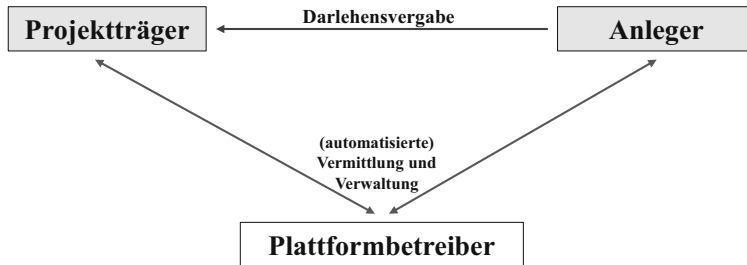 Darlehensvergabe
Projektträger
Anleger
(automatisierte)
Vermittlung und
Verwaltung
Plattformbetreiber